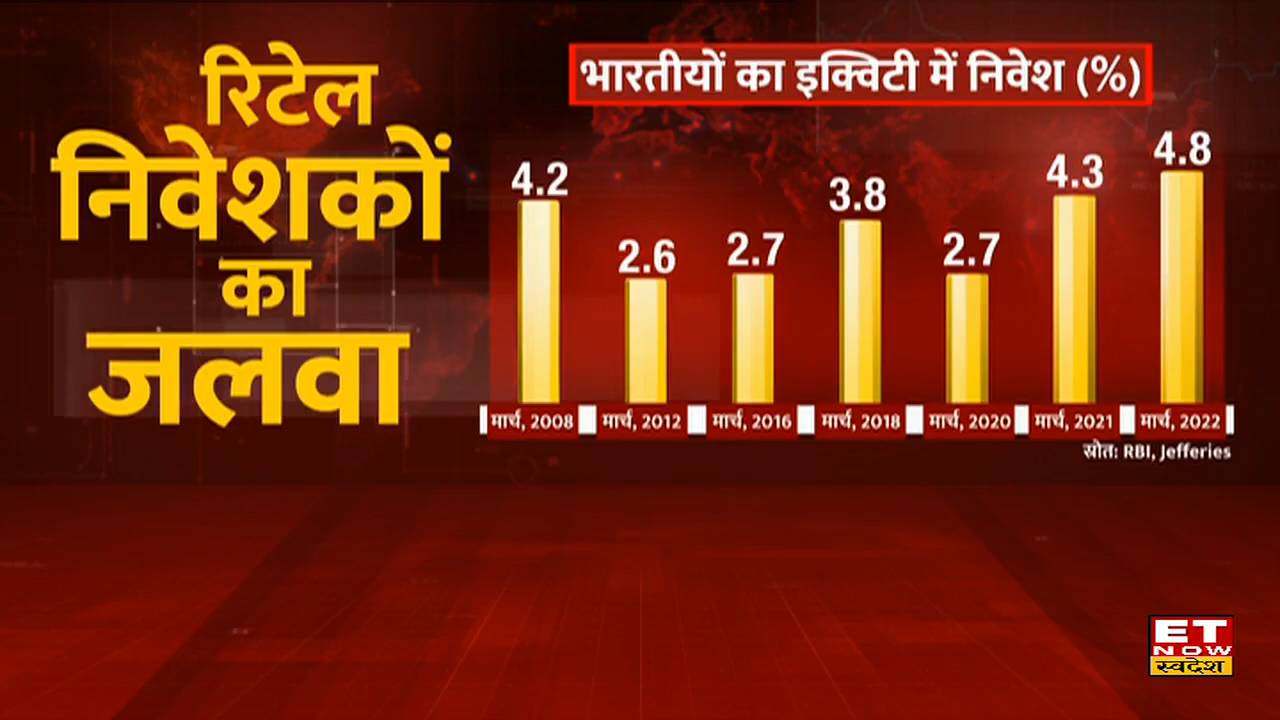 रिटेल
निवेशकों
का
जलवा
भारतीयों का इक्विटी में निवेश (%)
4.2
2.6
2.7
3.8
2.7
4.3
4.8
मार्च, 2008
मार्च, 2012
मार्च, 2016
मार्च, 2018
मार्च, 2020
मार्च, 2021
मार्च, 2022
स्रोत: RBI, Jefferies
ET
NOW
स्वदेश